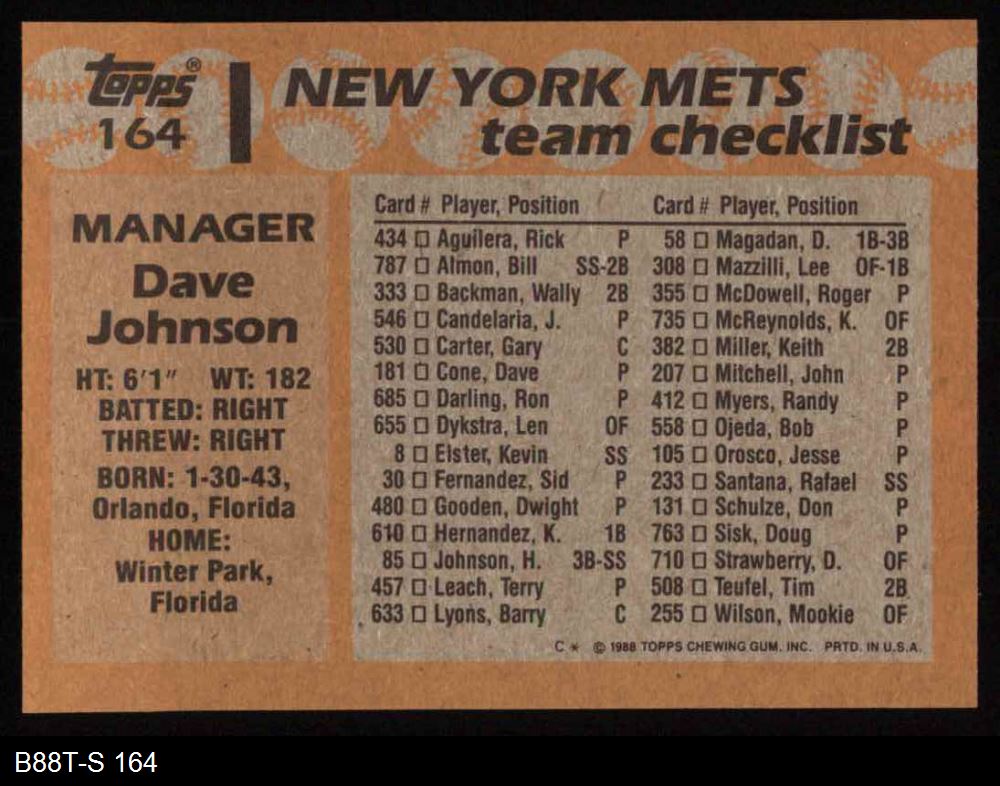 topps®
164
NEW YORK METS
team checklist
MANAGER
Dave
Johnson
HT: 6'1" WT: 182
BATTED: RIGHT
THREW: RIGHT
BORN: 1-30-43,
Orlando, Florida
HOME:
Winter Park,
Florida
Card # Player, Position
434 □ Aguilera, Rick P
787 □ Almon, Bill SS-2B
333 □ Backman, Wally 2B
546 □ Candelaria, J. P
530 □ Carter, Gary C
181 □ Cone, Dave P
685 □ Darling, Ron P
655 □ Dykstra, Len OF
8 □ Elster, Kevin SS
30 □ Fernandez, Sid P
480 □ Gooden, Dwight P
610 □ Hernandez, K. 1B
85 □ Johnson, H. 3B-SS
457 □ Leach, Terry P
633 □ Lyons, Barry C
Card # Player, Position
58 □ Magadan, D. 1B-3B
308 □ Mazzilli, Lee OF-1B
355 □ McDowell, Roger P
735 □ McReynolds, K. OF
382 □ Miller, Keith 2B
207 □ Mitchell, John P
412 □ Myers, Randy P
558 □ Ojeda, Bob P
105 □ Orosco, Jesse P
233 □ Santana, Rafael SS
131 □ Schulze, Don P
763 □ Sisk, Doug P
710 □ Strawberry, D. OF
508 □ Teufel, Tim 2B
255 □ Wilson, Mookie OF
C * © 1988 TOPPS CHEWING GUM, INC. PRTD. IN U.S.A.
B88T-S 164